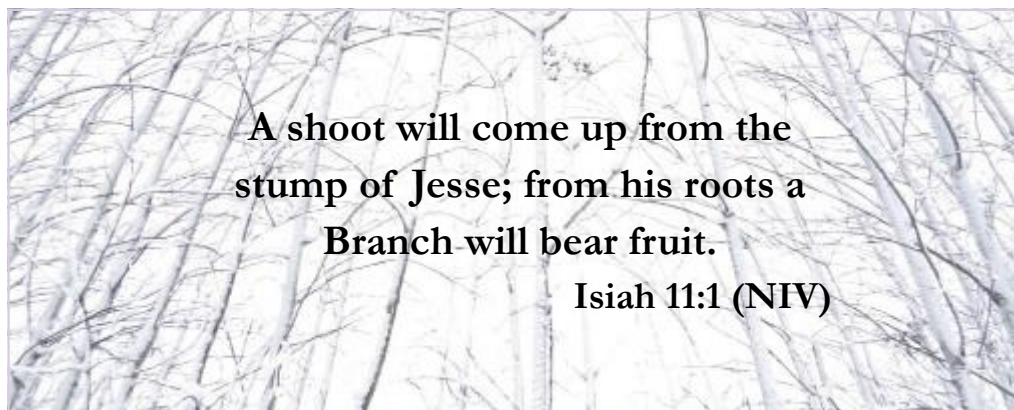 A shoot will come up from the
stump of Jesse; from his roots a
Branch will bear fruit.
Isiah 11:1 (NIV)